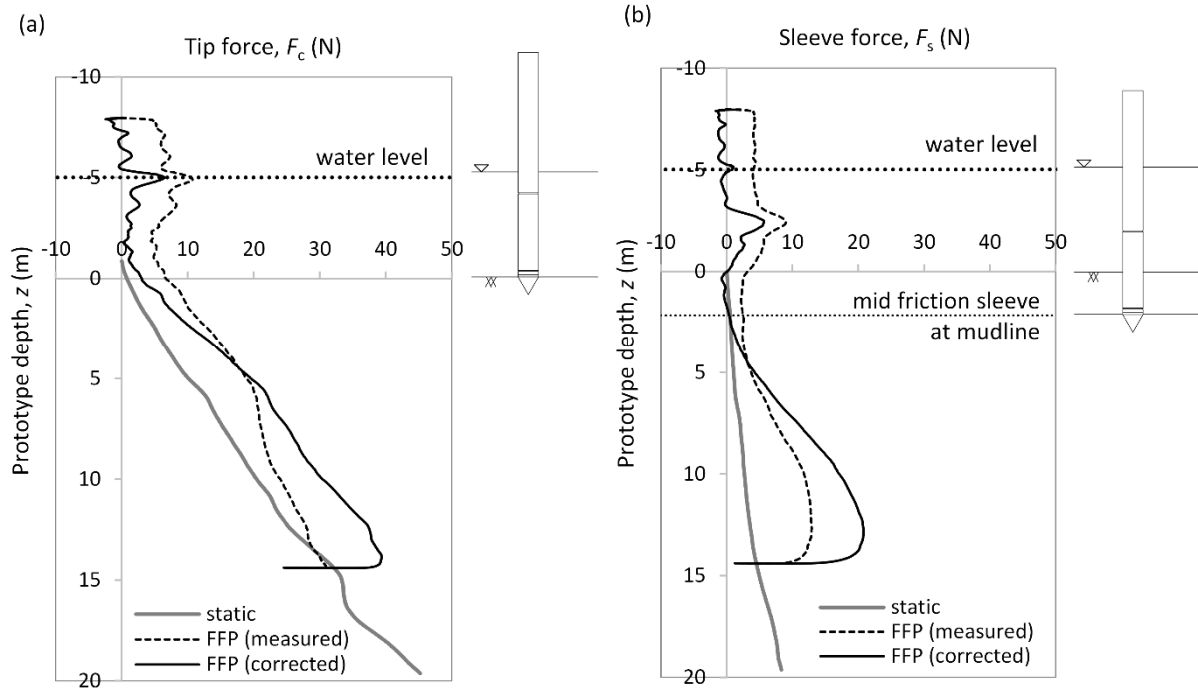 (a)
Tip force, Fc (N)
-10
water level
-5
-10 0 10 20 30 40 50
0
5
10
15
20
Prototype depth, z (m)
static
FFP (measured)
FFP (corrected)
(b)
Sleeve force, Fs (N)
-10
water level
-5
-10 0 10 20 30 40 50
0
mid friction sleeve
at mudline
5
10
15
20
Prototype depth, z (m)
static
FFP (measured)
FFP (corrected)